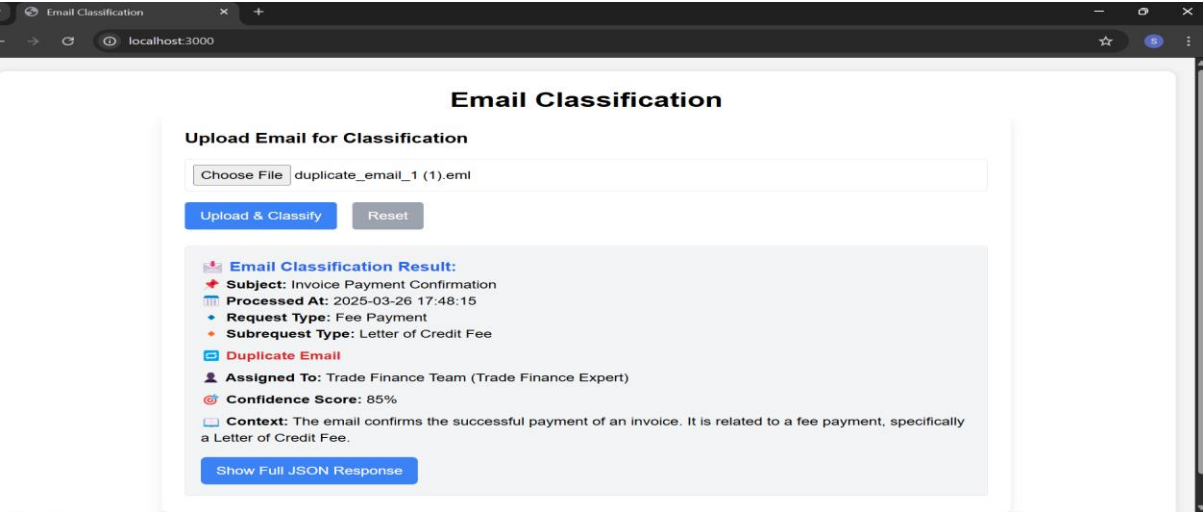 Email Classification
localhost:3000
S
Email Classification
Upload Email for Classification
Choose File duplicate_email_1 (1).eml
Upload & Classify
Reset
Email Classification Result:
Subject: Invoice Payment Confirmation
Processed At: 2025-03-26 17:48:15
Request Type: Fee Payment
Subrequest Type: Letter of Credit Fee
Duplicate Email
Assigned To: Trade Finance Team (Trade Finance Expert)
Confidence Score: 85%
Context: The email confirms the successful payment of an invoice. It is related to a fee payment, specifically
a Letter of Credit Fee.
Show Full JSON Response